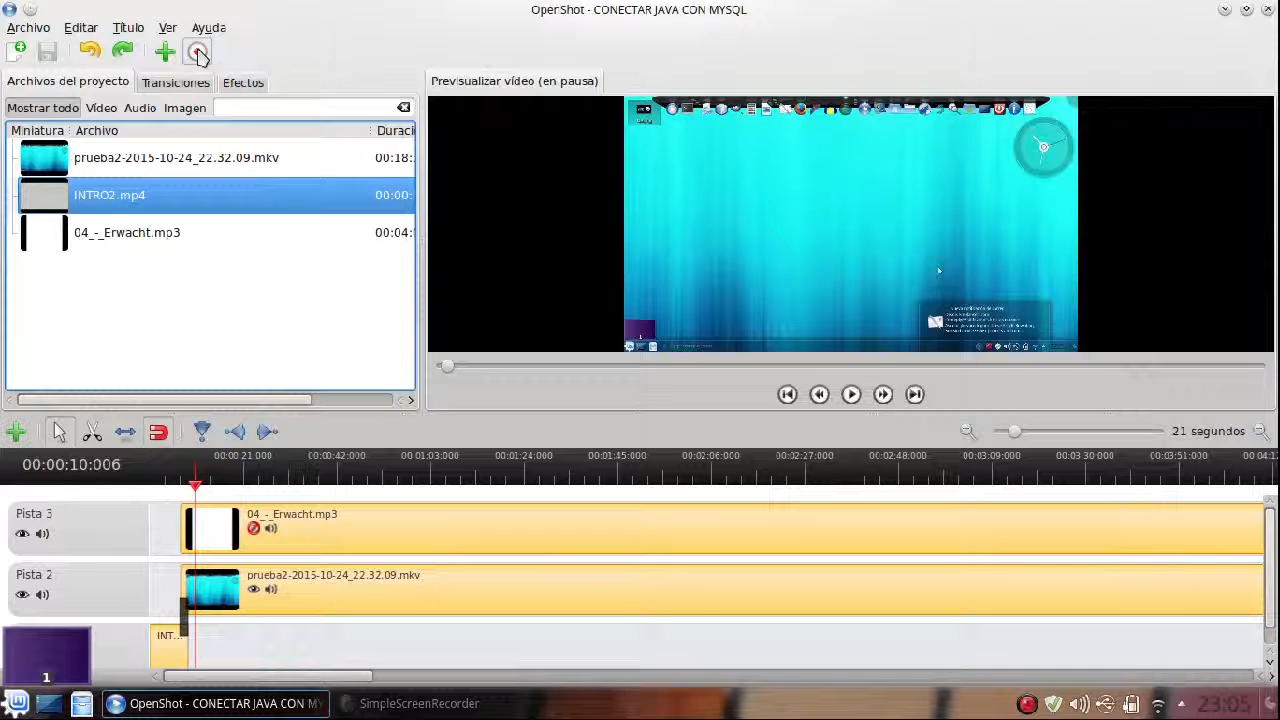 OpenShot - CONECTAR JAVA CON MYSQL
Archivo Editar Título Ver Ayuda
Archivos del proyecto Transiciones Efectos
Previsualizar vídeo (en pausa)
Mostrar todo Vídeo Audio Imagen
Miniatura Archivo Duraci
prueba2-2015-10-24_22.32.09.mkv 00:18:
INTRO2.mp4 00:00:
04_-_Erwacht.mp3 00:04:
21 segundos
00:00:10:006
00:00:21:000 00:00:42:000 00:01:03:000 00:01:24:000 00:01:45:000 00:02:06:000 00:02:27:000 00:02:48:000 00:03:09:000 00:03:30:000 00:03:51:000 00:04:1
Pista 3
04_-_Erwacht.mp3
Pista 2
prueba2-2015-10-24_22.32.09.mkv
INT...
1
OpenShot - CONECTAR JAVA CON MY
SimpleScreenRecorder
23:05